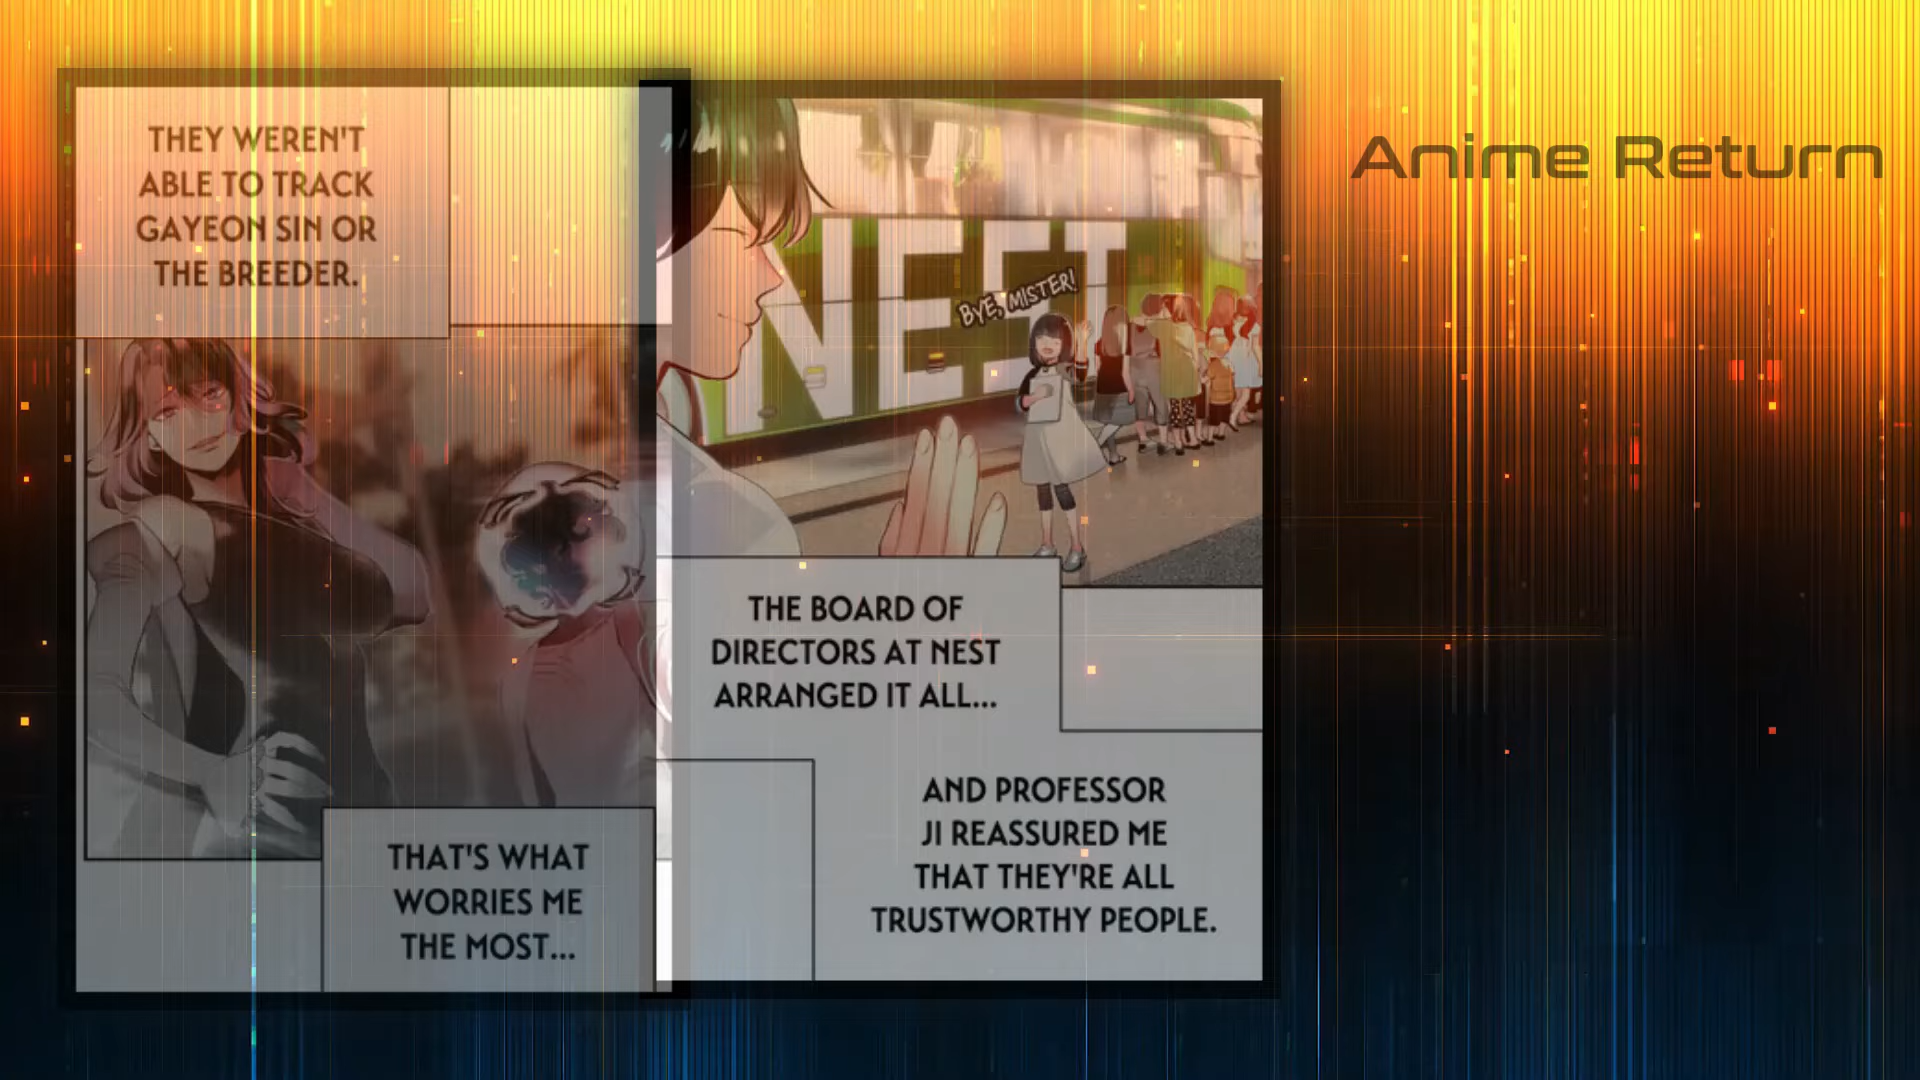 THEY WEREN'T
ABLE TO TRACK
GAYEON SIN OR
THE BREEDER.
THAT'S WHAT
WORRIES ME
THE MOST...
NEST
BYE, MISTER!
THE BOARD OF
DIRECTORS AT NEST
ARRANGED IT ALL...
AND PROFESSOR
JI REASSURED ME
THAT THEY'RE ALL
TRUSTWORTHY PEOPLE.
Anime Return